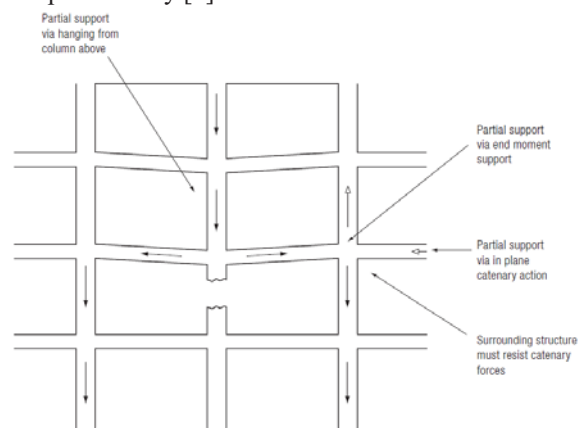 Partial support
via hanging from
column above
Partial support
via end moment
support
Partial support
via in plane
catenary action
Surrounding structure
must resist catenary
forces